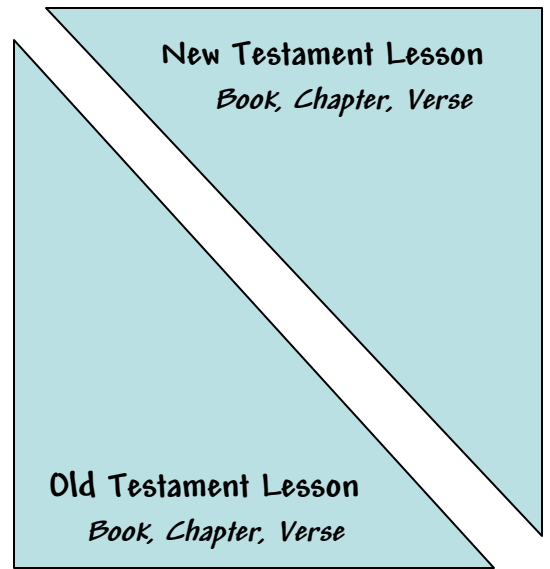 New Testament Lesson
Book, Chapter, Verse
Old Testament Lesson
Book, Chapter, Verse